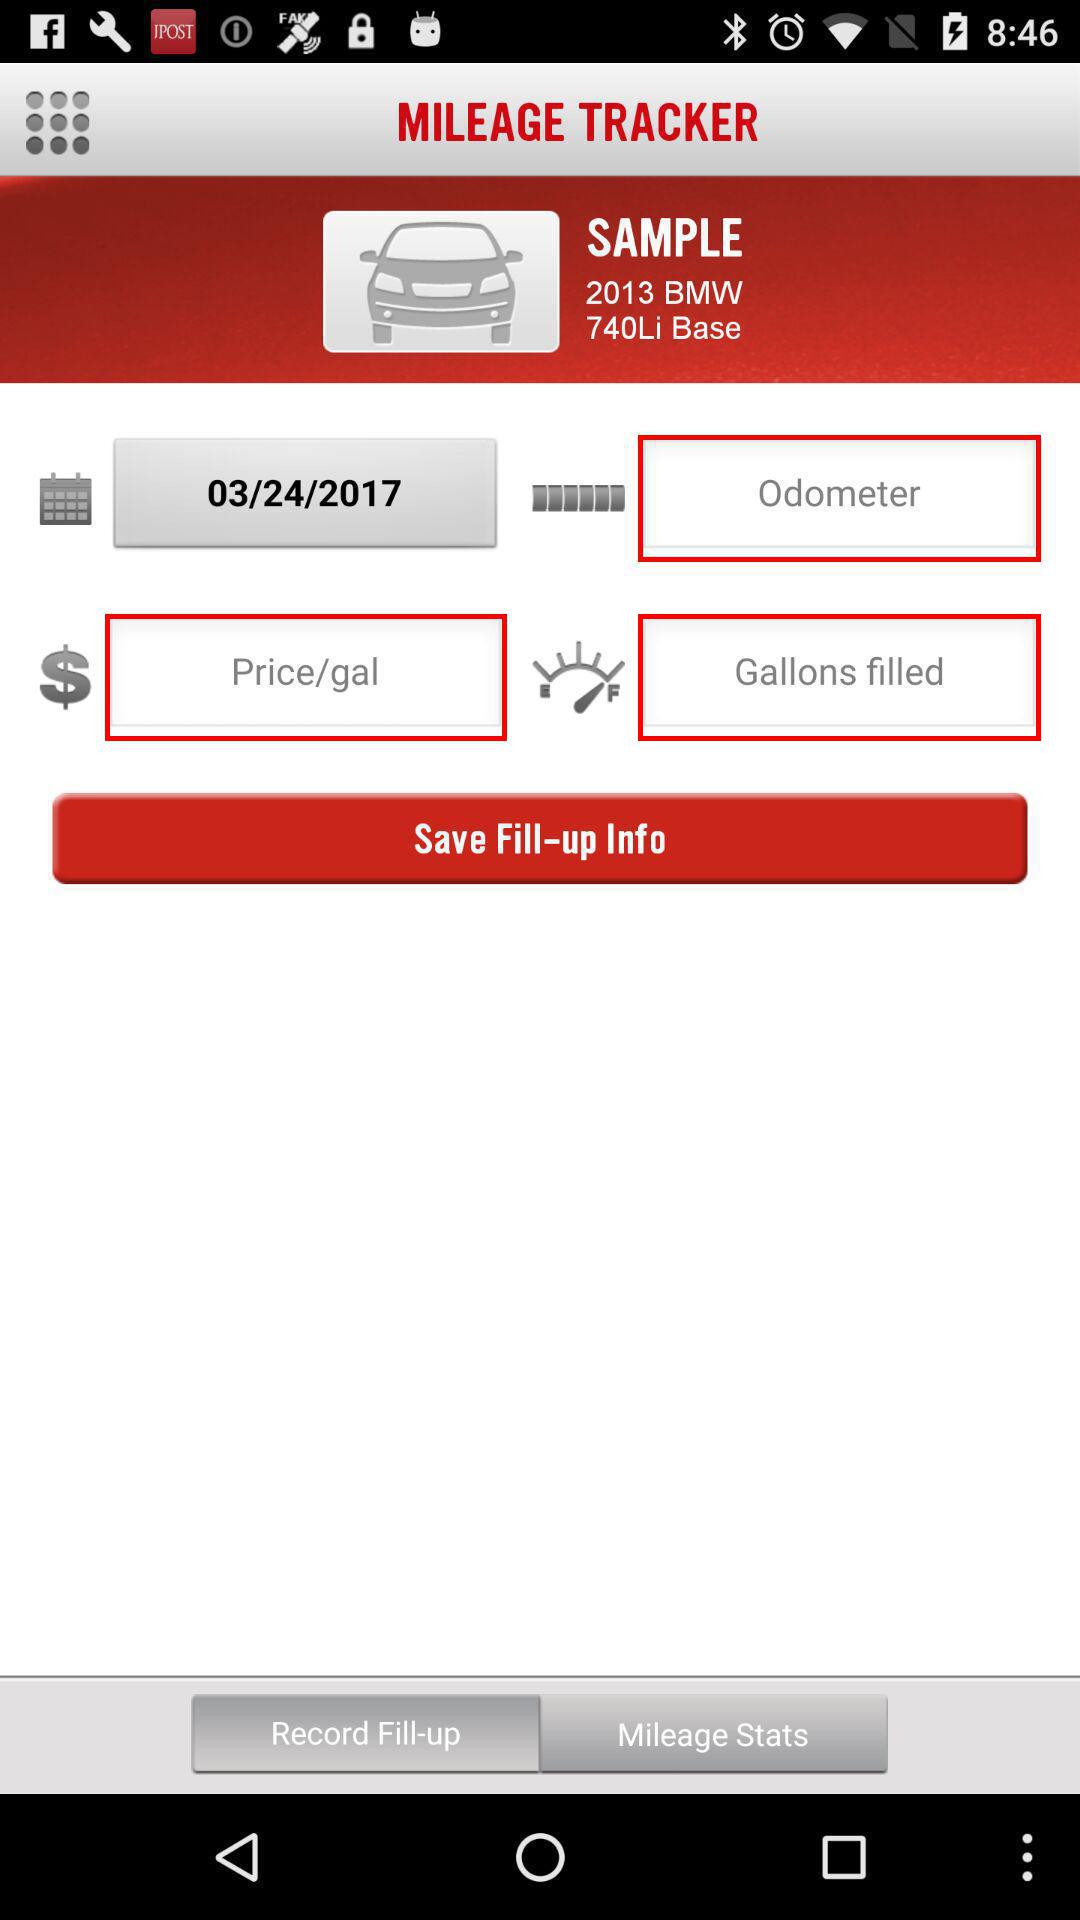 JPOST
FAKE
8:46
MILEAGE TRACKER
SAMPLE
2013 BMW
740Li Base
03/24/2017
Odometer
$
Price/gal
E F
Gallons filled
Save Fill-up Info
Record Fill-up
Mileage Stats